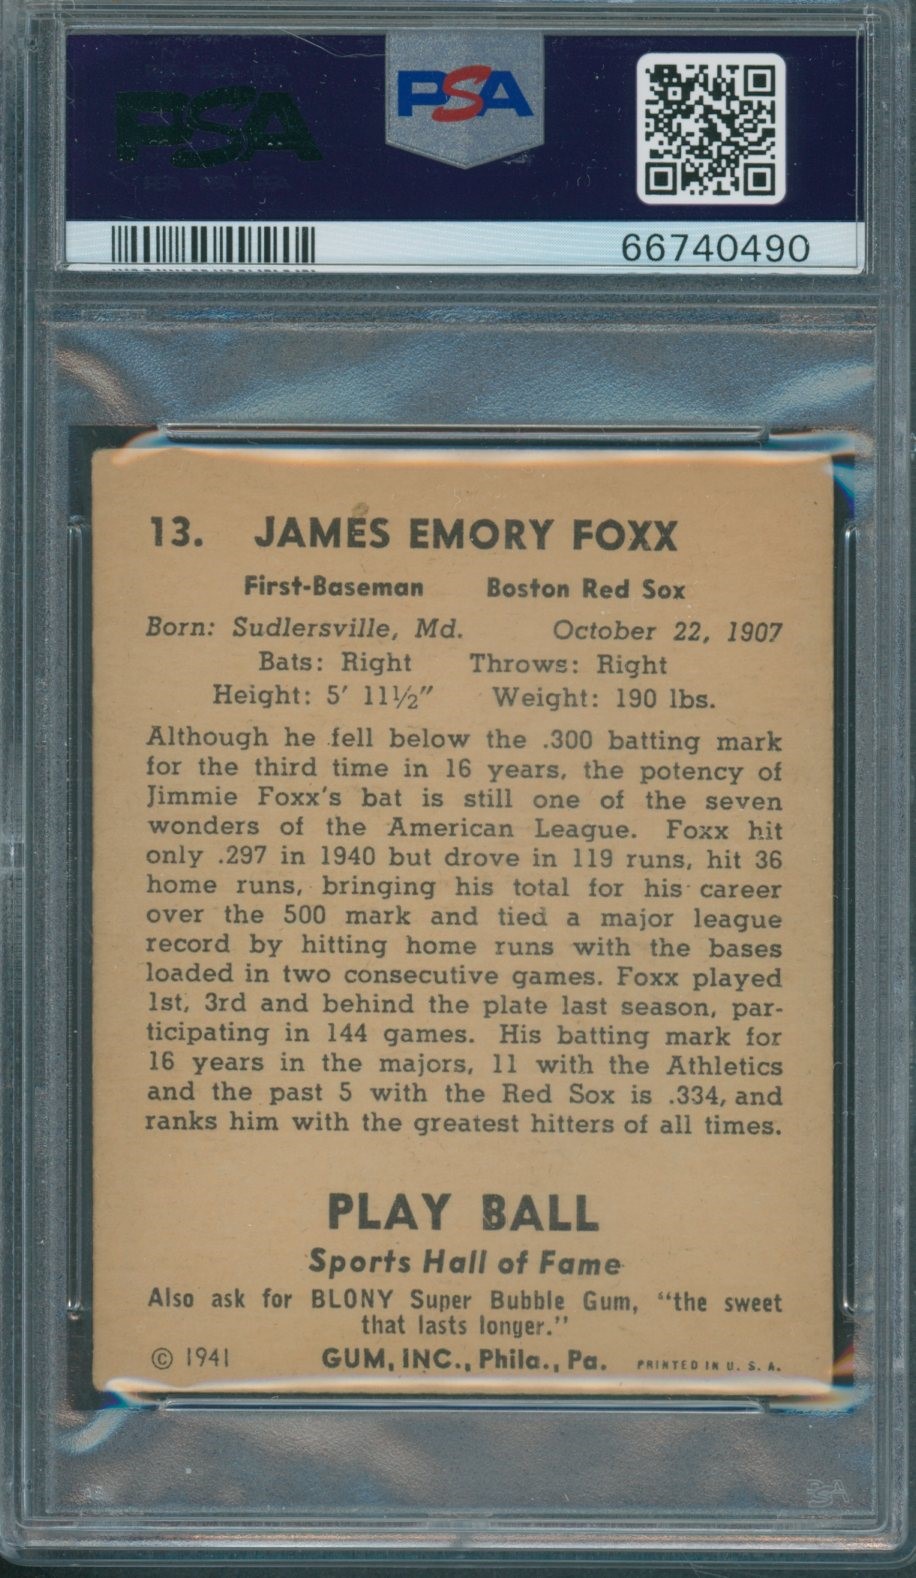 PSA
PSA
66740490
13. JAMES EMORY FOXX
First-Baseman Boston Red Sox
Born: Sudlersville, Md. October 22, 1907
Bats: Right Throws: Right
Height: 5′ 11½″ Weight: 190 lbs.
Although he fell below the .300 batting mark
for the third time in 16 years, the potency of
Jimmie Foxx's bat is still one of the seven
wonders of the American League. Foxx hit
only .297 in 1940 but drove in 119 runs, hit 36
home runs, bringing his total for his career
over the 500 mark and tied a major league
record by hitting home runs with the bases
loaded in two consecutive games. Foxx played
1st, 3rd and behind the plate last season, par-
ticipating in 144 games. His batting mark for
16 years in the majors, 11 with the Athletics
and the past 5 with the Red Sox is .334, and
ranks him with the greatest hitters of all times.
PLAY BALL
Sports Hall of Fame
Also ask for BLONY Super Bubble Gum, "the sweet
that lasts longer."
© 1941 GUM, INC., Phila., Pa. PRINTED IN U. S. A.
PSA